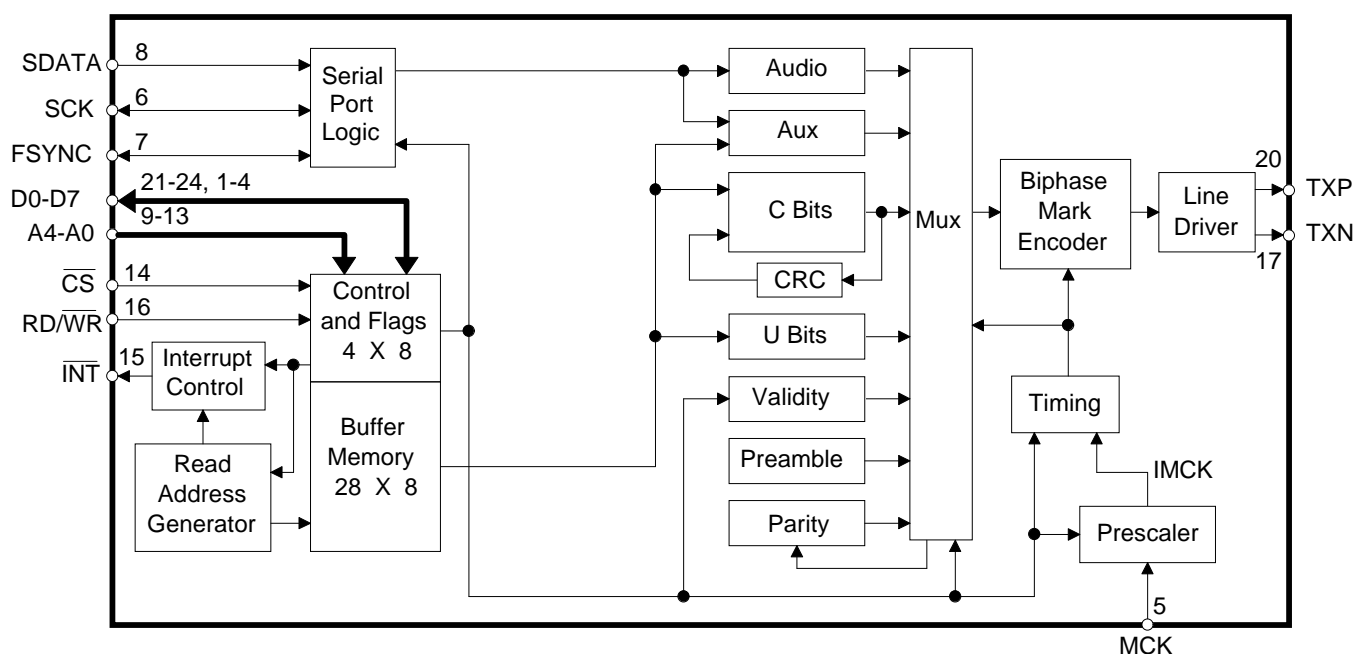 SDATA
8
SCK
6
FSYNC
7
D0-D7
21-24, 1-4
A4-A0
9-13
CS
14
RD/WR
16
INT
15
Serial
Port
Logic
Control
and Flags
4 X 8
Interrupt
Control
Buffer
Memory
28 X 8
Read
Address
Generator
Audio
Aux
C Bits
CRC
U Bits
Validity
Preamble
Parity
Mux
Biphase
Mark
Encoder
Line
Driver
20
TXP
TXN
17
Timing
IMCK
Prescaler
5
MCK